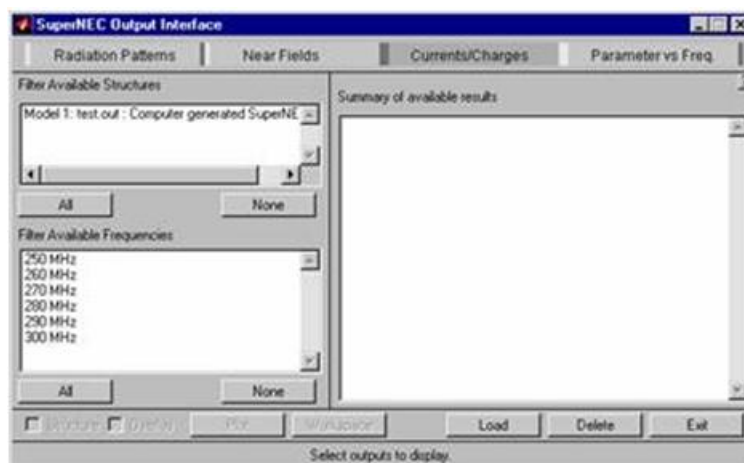 SuperNEC Output Interface
Radiation Patterns Near Fields Currents/Charges Parameter vs Freq.
Filter Available Structures
Model 1: test.out : Computer generated SuperNE
All None
Filter Available Frequencies
250 MHz
260 MHz
270 MHz
280 MHz
290 MHz
300 MHz
All None
Summary of available results
Structure Plot Workspace Load Delete Exit
Select outputs to display.